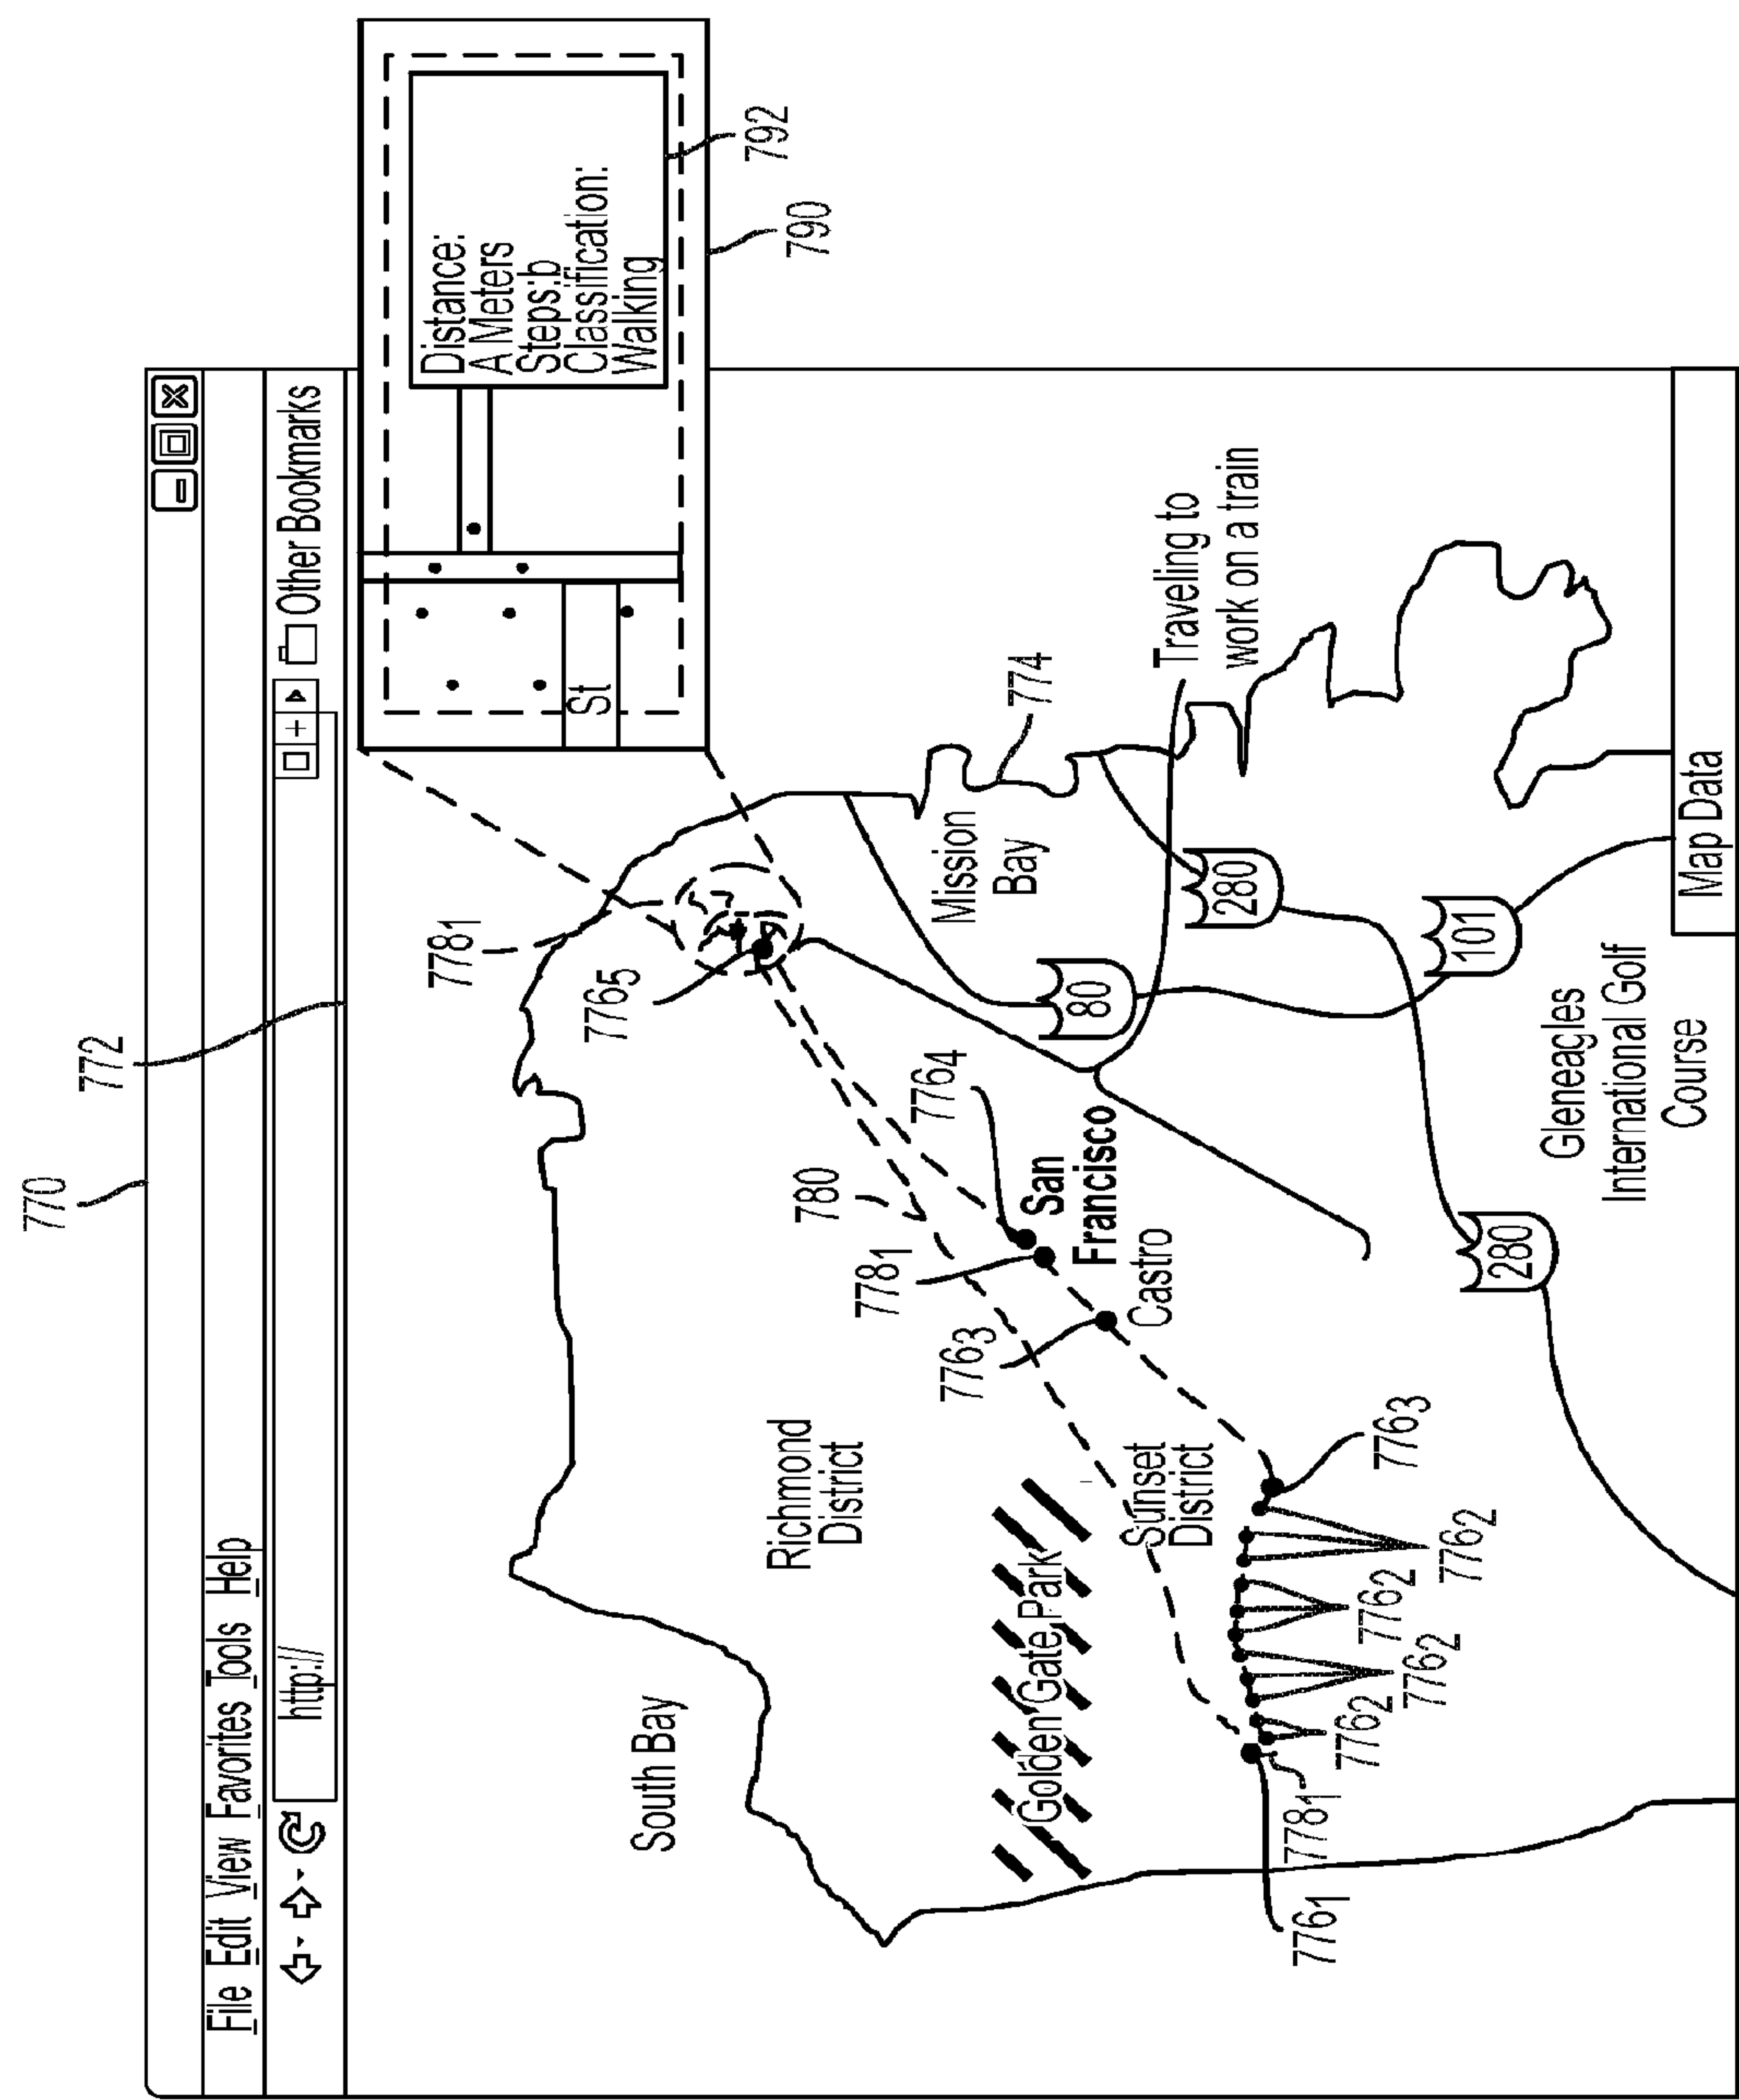 770
772
File Edit View Favorites Tools Help
http://
Other Bookmarks
Distance:
A Meters
Steps:b
Classification:
Walking
St
792
790
7781
7765
South Bay
Richmond
District
780
7764
7781
7763
San
Francisco
Castro
Mission
Bay
774
80
280
101
280
Traveling to
work on a train
Golden Gate Park
Sunset
District
7763
7762
7762
7762
7762
7781
7761
Gleneagles
International Golf
Course
Map Data